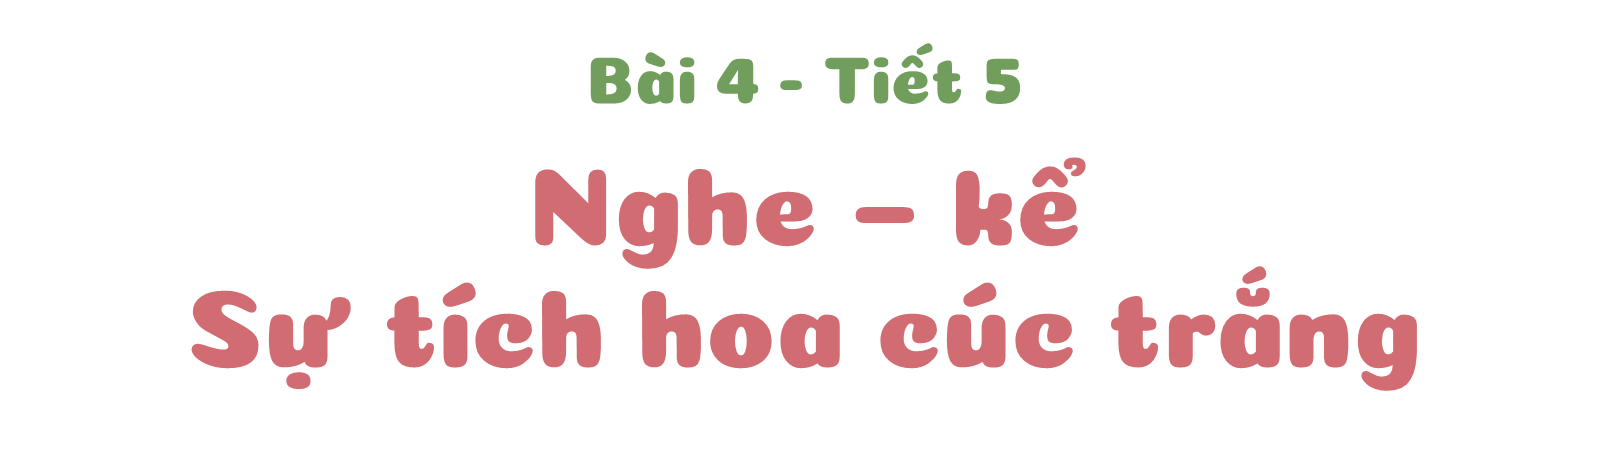 Bài 4 - Tiết 5
Nghe – kể
Sự tích hoa cúc trắng